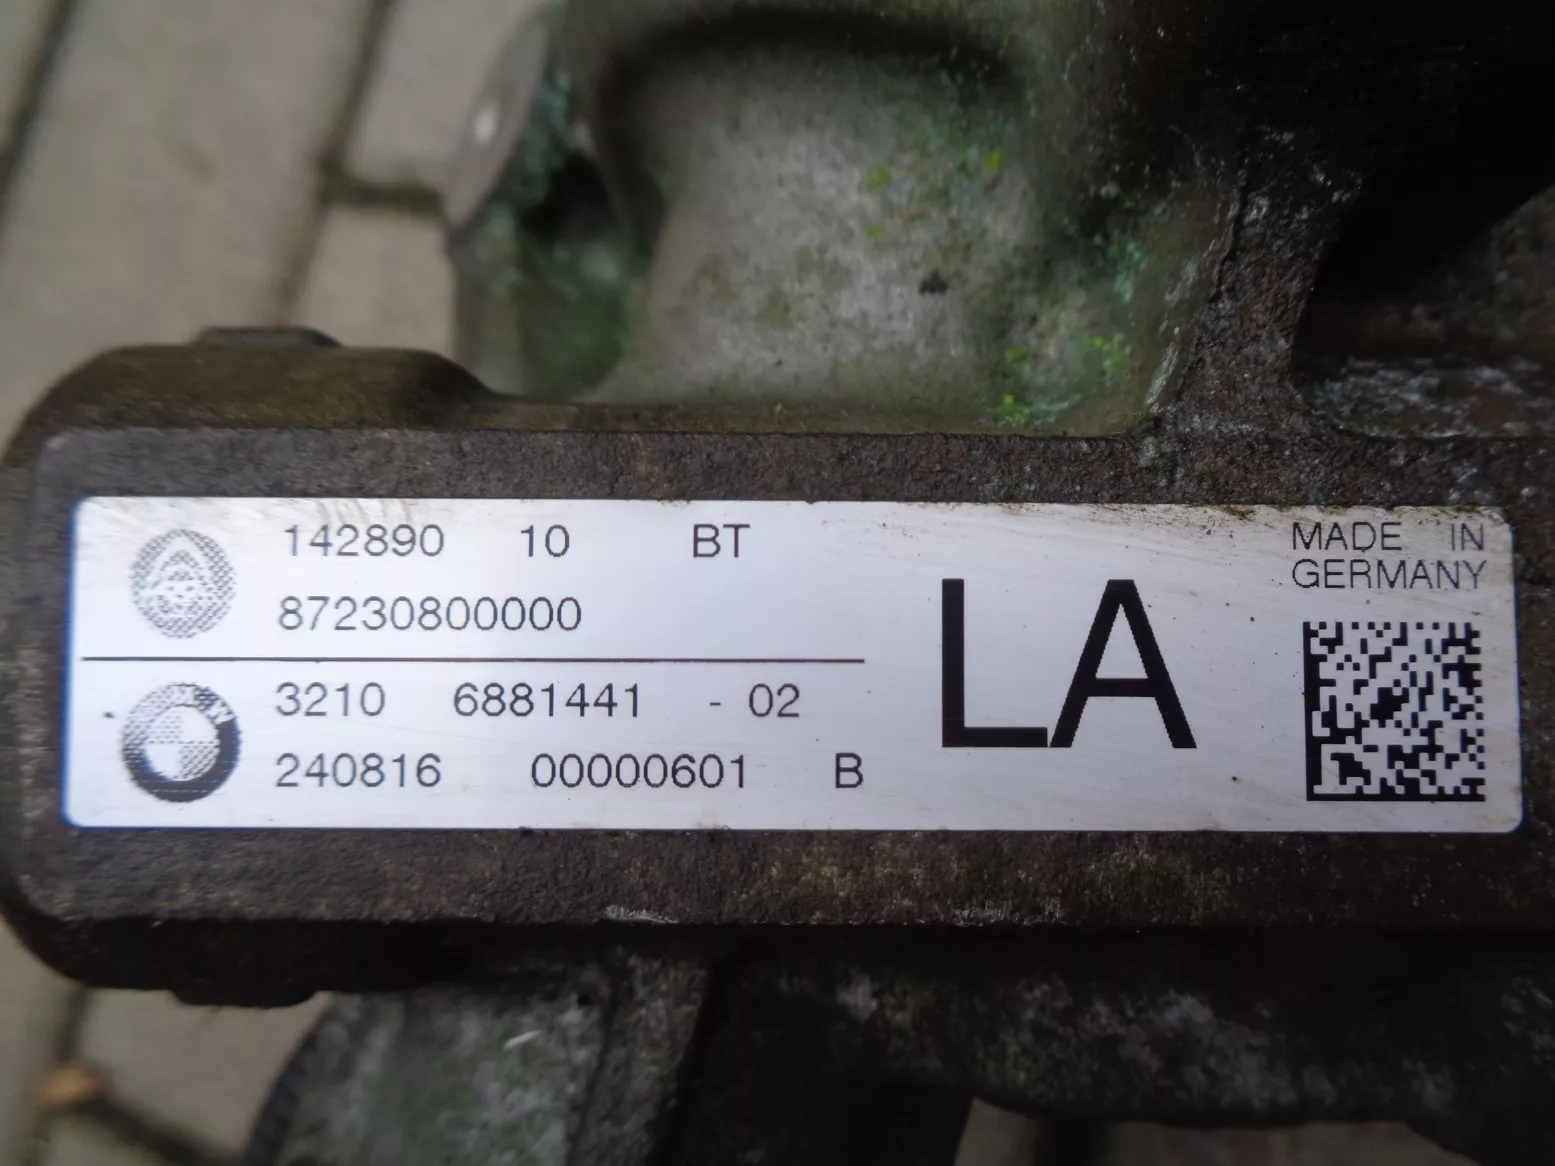 142890 10 BT
87230800000
3210 6881441 - 02
240816 00000601 B
LA
MADE IN
GERMANY